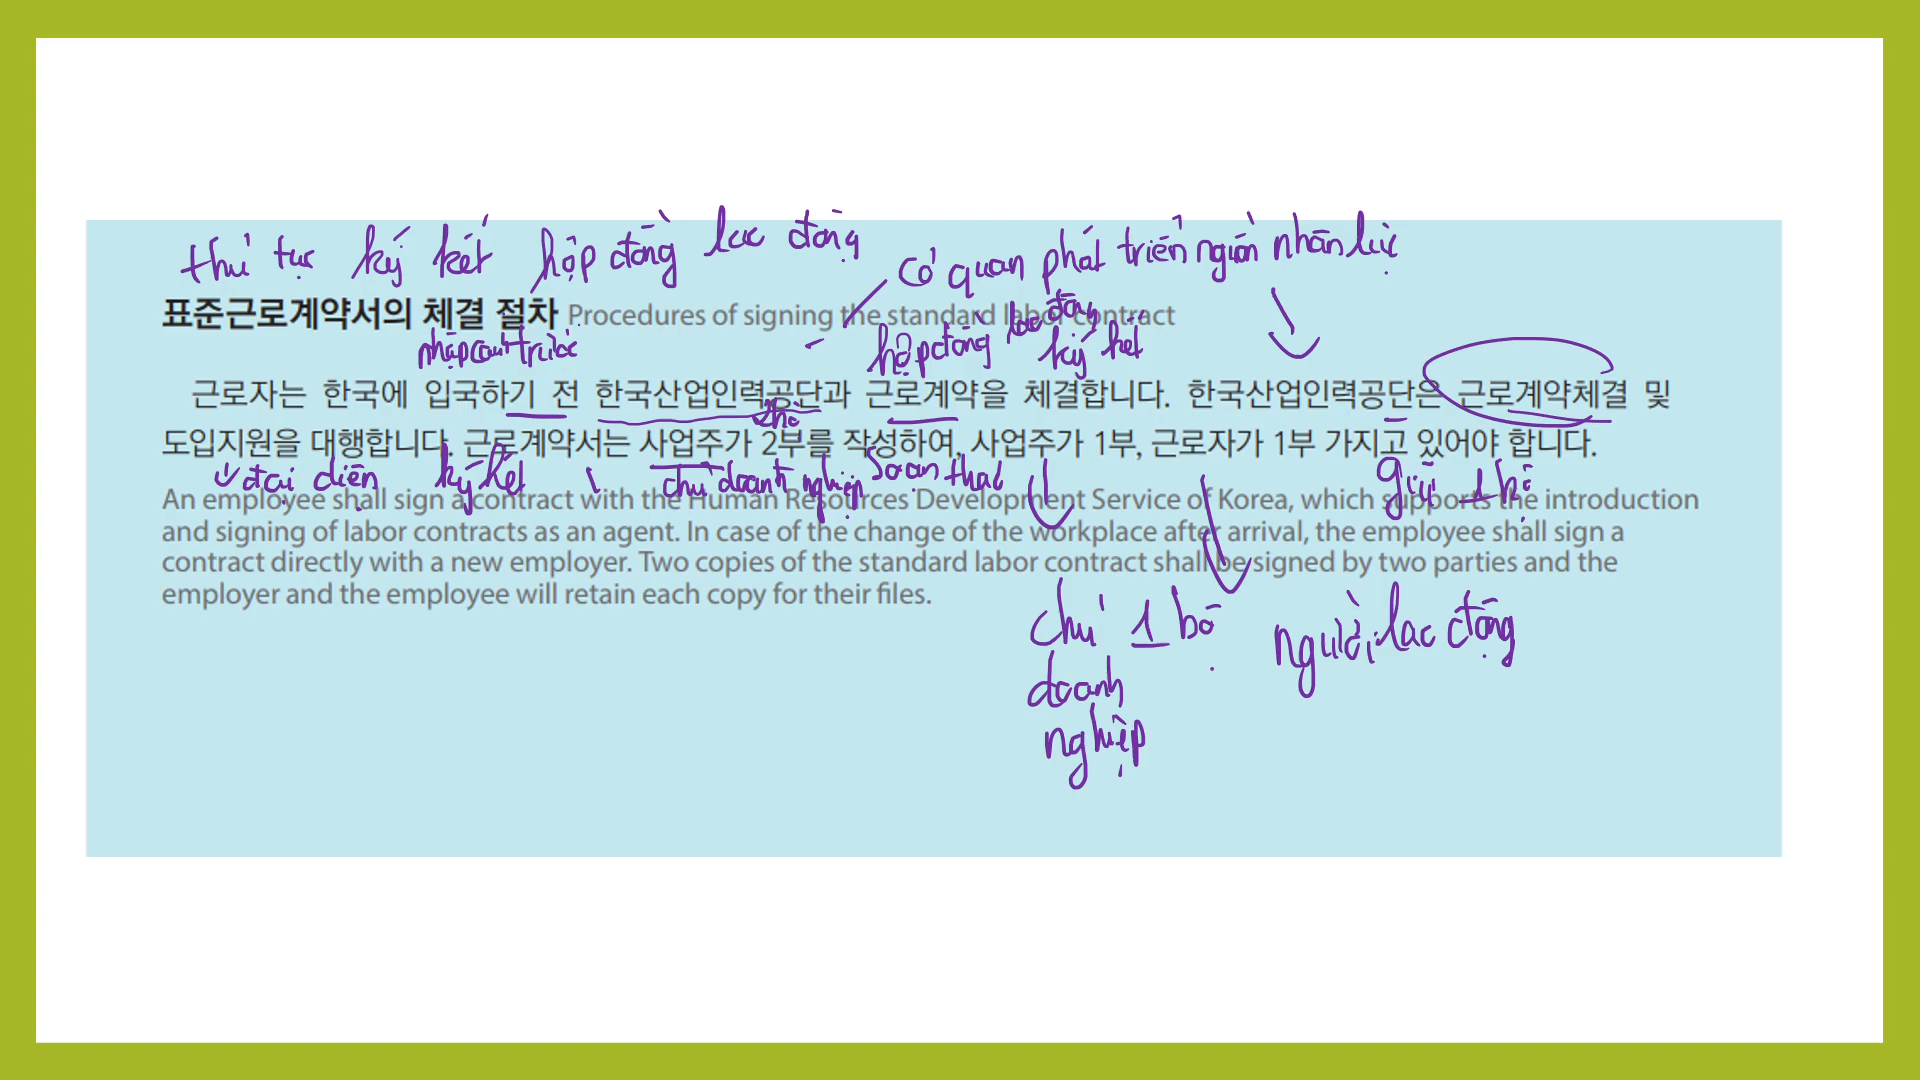 thủ tục ký kết hộp đồng lao động
cơ quan phát triển nguồn nhân lực
표준근로계약서의 체결 절차 Procedures of signing the standard labor contract
nhập cảnh trước
hộp đồng lao động ký kết
근로자는 한국에 입국하기 전 한국산업인력공단과 근로계약을 체결합니다. 한국산업인력공단은 근로계약체결 및
도입지원을 대행합니다. 근로계약서는 사업주가 2부를 작성하여, 사업주가 1부, 근로자가 1부 가지고 있어야 합니다.
đại diện ký kết chủ doanh nghiệp soạn thảo giữ 1 bộ
An employee shall sign a contract with the Human Resources Development Service of Korea, which supports the introduction
and signing of labor contracts as an agent. In case of the change of the workplace after arrival, the employee shall sign a
contract directly with a new employer. Two copies of the standard labor contract shall be signed by two parties and the
employer and the employee will retain each copy for their files.
chủ 1 bộ người lao động
doanh
nghiệp